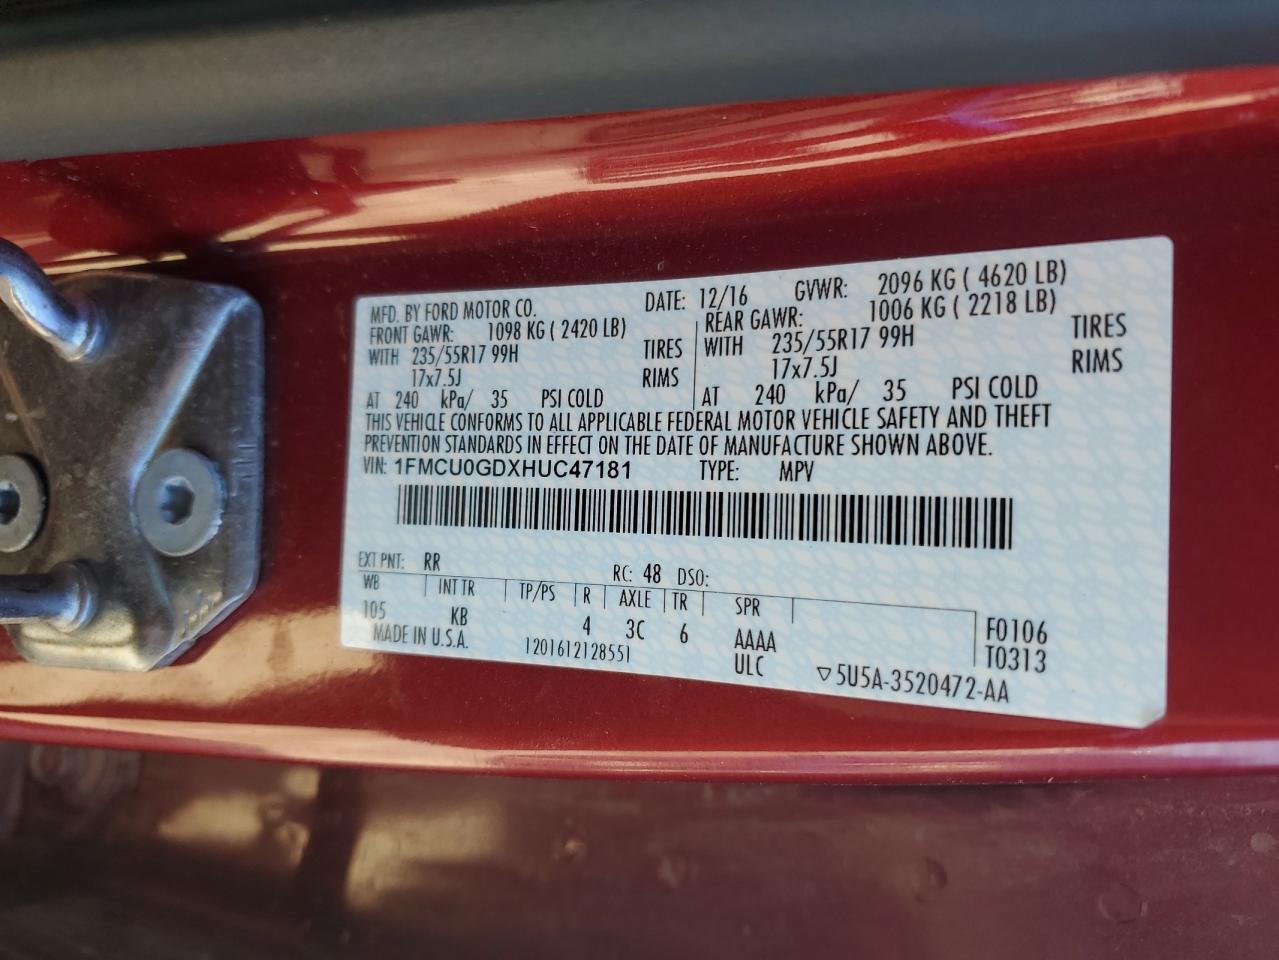 MFD. BY FORD MOTOR CO. DATE: 12/16 GVWR: 2096 KG ( 4620 LB)
FRONT GAWR: 1098 KG ( 2420 LB) REAR GAWR: 1006 KG ( 2218 LB)
WITH 235/55R17 99H TIRES WITH 235/55R17 99H TIRES
17x7.5J RIMS 17x7.5J RIMS
AT 240 kPa/ 35 PSI COLD AT 240 kPa/ 35 PSI COLD
THIS VEHICLE CONFORMS TO ALL APPLICABLE FEDERAL MOTOR VEHICLE SAFETY AND THEFT
PREVENTION STANDARDS IN EFFECT ON THE DATE OF MANUFACTURE SHOWN ABOVE.
VIN: 1FMCU0GDXHUC47181 TYPE: MPV
EXT PNT: RR RC: 48 DSO:
WB INT TR TP/PS R AXLE TR SPR
105 KB 4 3C 6 AAAA F0106
MADE IN U.S.A. 1201612128551 ULC T0313
▽5U5A-3520472-AA